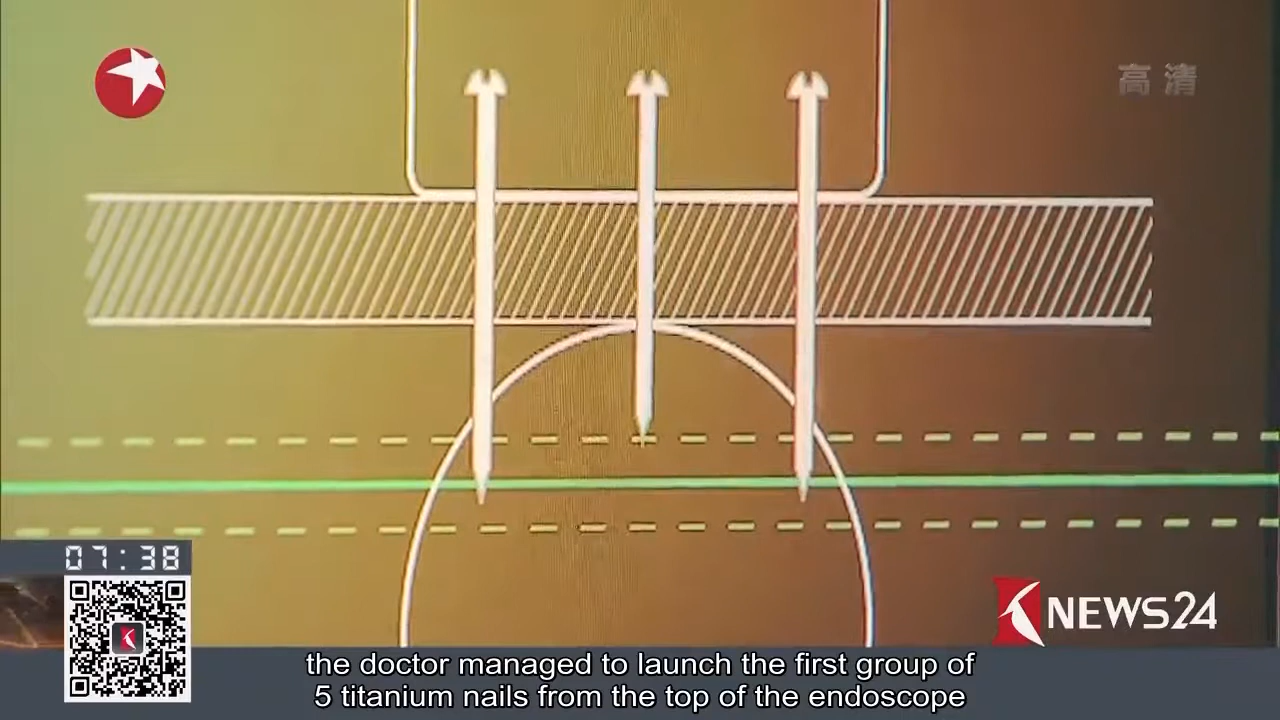 高清
07:38
NEWS24
the doctor managed to launch the first group of
5 titanium nails from the top of the endoscope